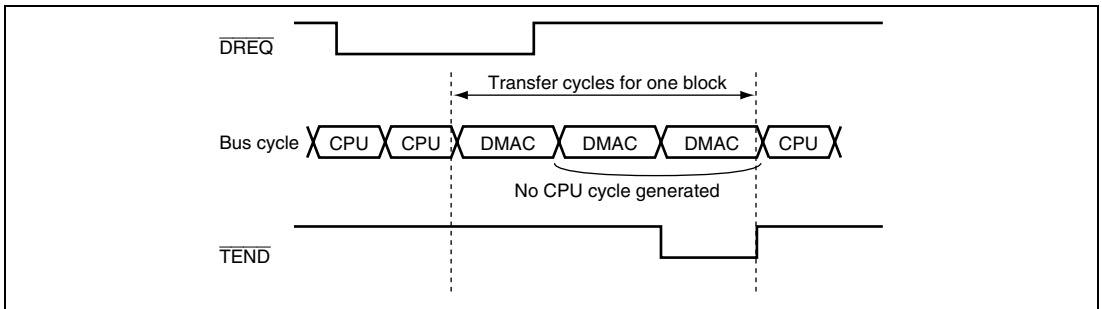 DREQ
Transfer cycles for one block
Bus cycle CPU CPU DMAC DMAC DMAC CPU
No CPU cycle generated
TEND